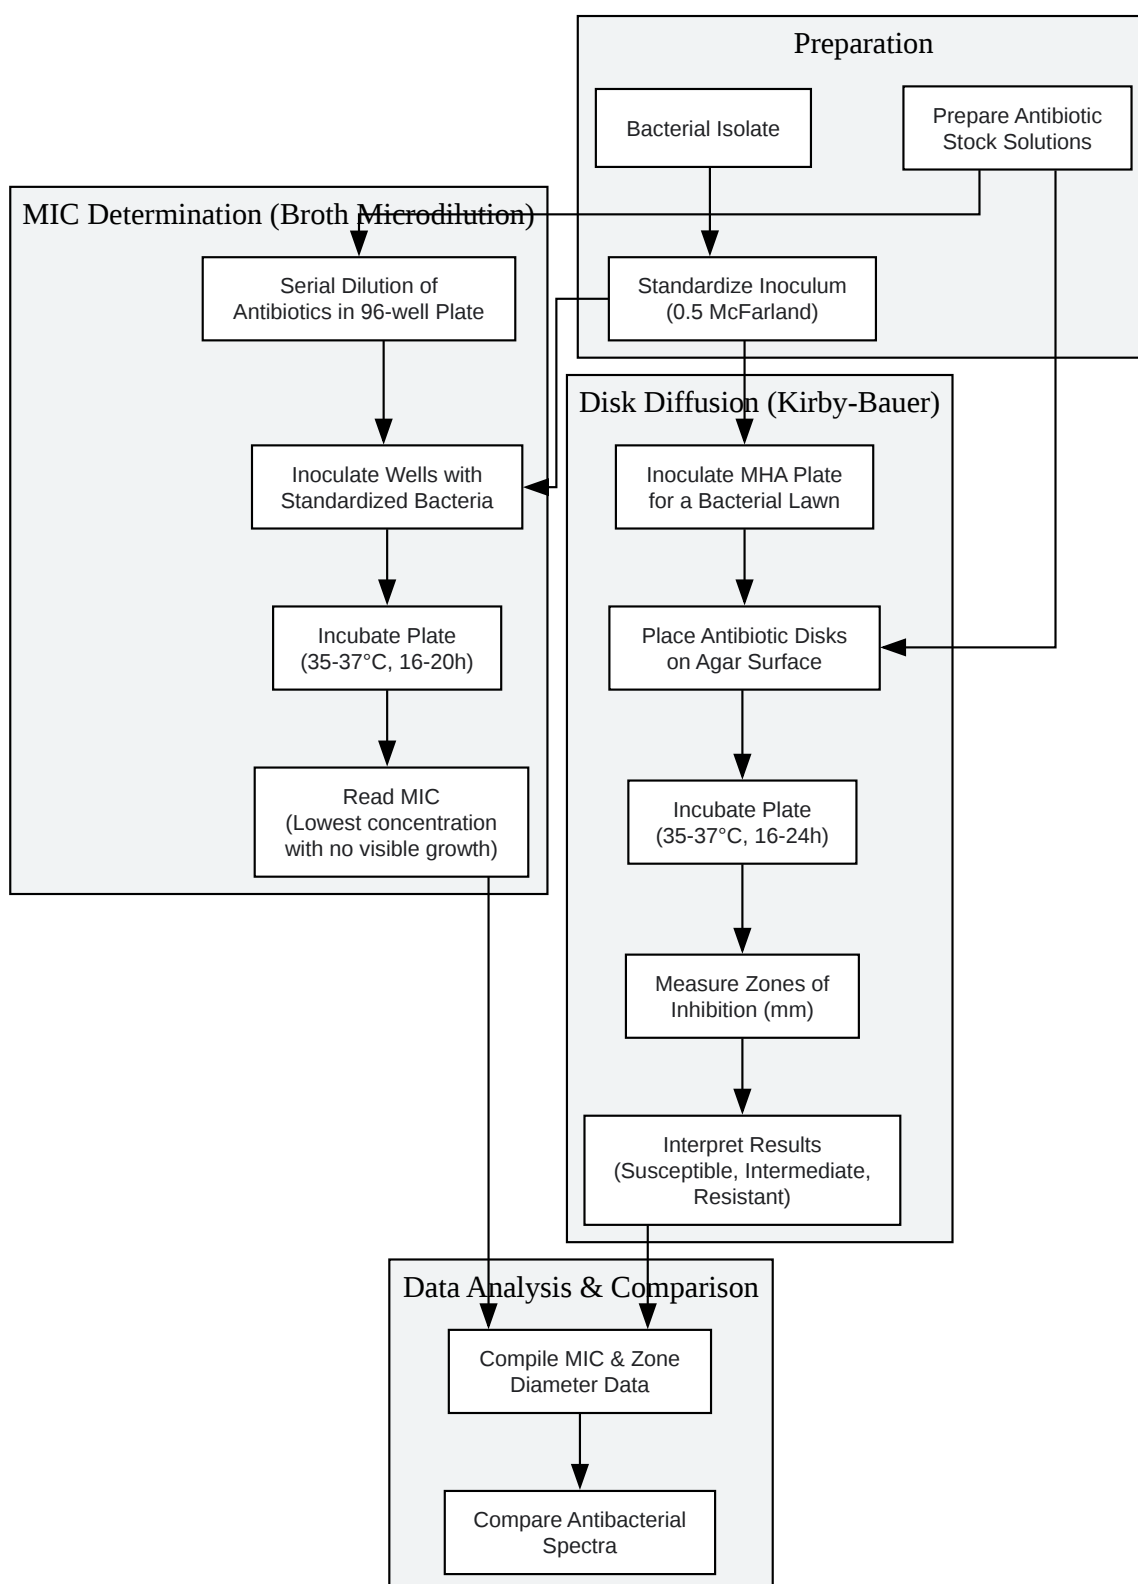 Preparation
Bacterial Isolate
Prepare Antibiotic
Stock Solutions
Standardize Inoculum
(0.5 McFarland)
MIC Determination (Broth Microdilution)
Serial Dilution of
Antibiotics in 96-well Plate
Inoculate Wells with
Standardized Bacteria
Incubate Plate
(35-37°C, 16-20h)
Read MIC
(Lowest concentration
with no visible growth)
Disk Diffusion (Kirby-Bauer)
Inoculate MHA Plate
for a Bacterial Lawn
Place Antibiotic Disks
on Agar Surface
Incubate Plate
(35-37°C, 16-24h)
Measure Zones of
Inhibition (mm)
Interpret Results
(Susceptible, Intermediate,
Resistant)
Data Analysis & Comparison
Compile MIC & Zone
Diameter Data
Compare Antibacterial
Spectra